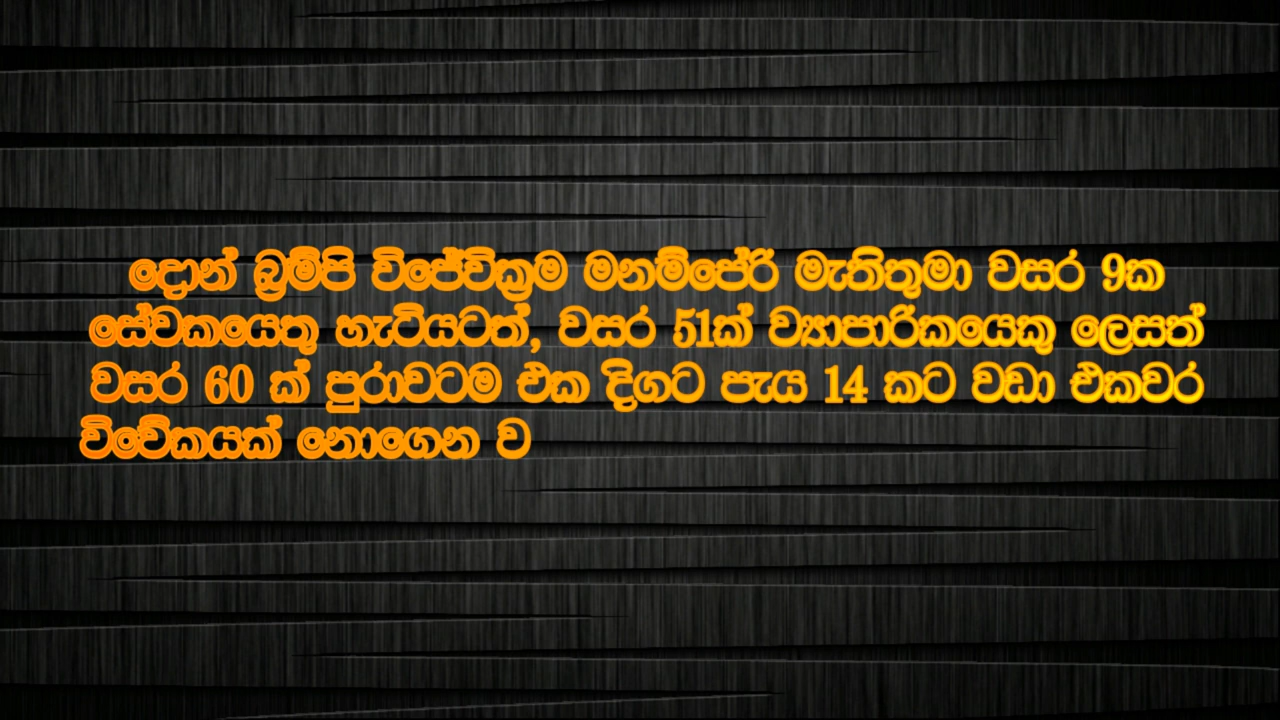 දොන් බ්‍රම්පි විජේවික්‍රම මනම්පේරි මැතිතුමා වසර 9ක
සේවකයෙකු හැටියටත්, වසර 51ක් ව්‍යාපාරිකයෙකු ලෙසත්
වසර 60 ක් පුරාවටම එක දිගට පැය 14 කට වඩා එකවර
විවේකයක් නොගෙන ව